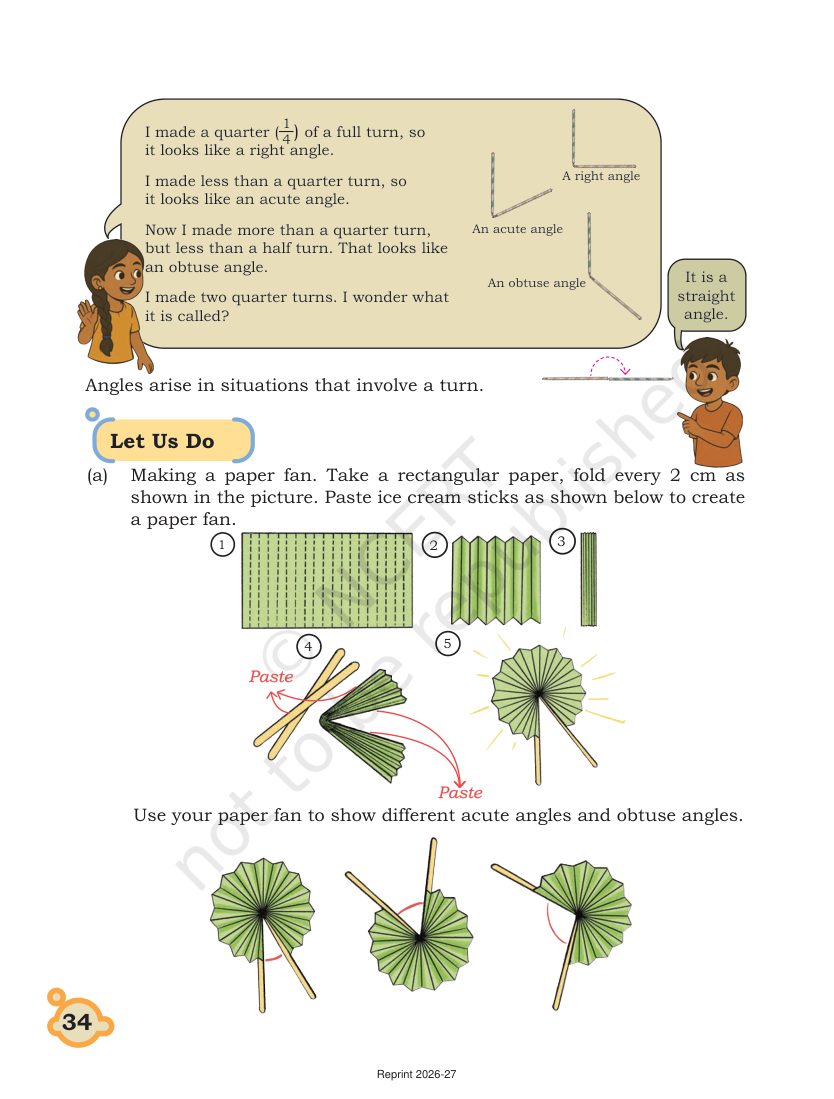 I made a quarter (1/4) of a full turn, so
it looks like a right angle.
I made less than a quarter turn, so
it looks like an acute angle.
Now I made more than a quarter turn,
but less than a half turn. That looks like
an obtuse angle.
I made two quarter turns. I wonder what
it is called?
A right angle
An acute angle
An obtuse angle
It is a
straight
angle.
Angles arise in situations that involve a turn.
Let Us Do
(a) Making a paper fan. Take a rectangular paper, fold every 2 cm as
shown in the picture. Paste ice cream sticks as shown below to create
a paper fan.
1
2
3
4
5
Paste
Paste
Use your paper fan to show different acute angles and obtuse angles.
© NCERT
not to be republished
34
Reprint 2026-27